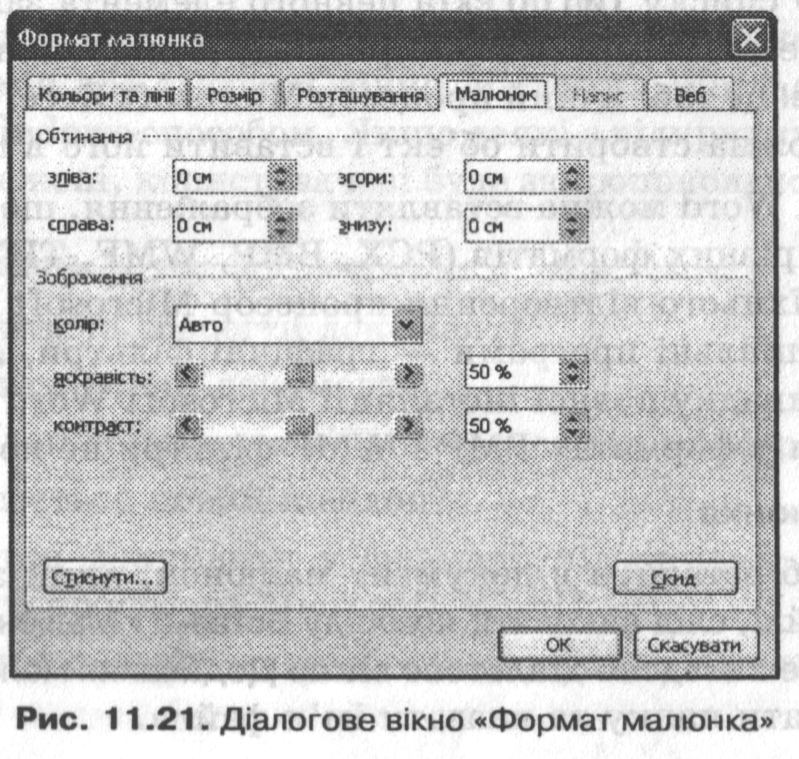 Формат малюнка
Кольори та лінії Розмір Розташування Малюнок Напис Веб
Обтинання
зліва: 0 см згори: 0 см
справа: 0 см знизу: 0 см
Зображення
колір: Авто
яскравість: 50 %
контраст: 50 %
Стиснути... Скид
ОК Скасувати
Рис. 11.21. Діалогове вікно «Формат малюнка»